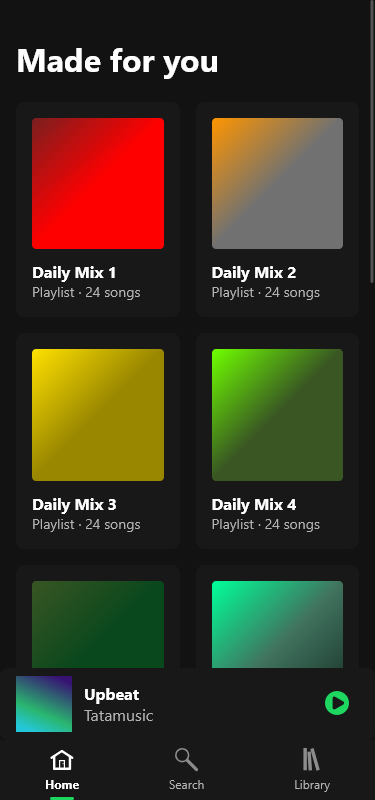 Made for you
Daily Mix 1
Playlist · 24 songs
Daily Mix 2
Playlist · 24 songs
Daily Mix 3
Playlist · 24 songs
Daily Mix 4
Playlist · 24 songs
Upbeat
Tatamusic
Home
Search
Library